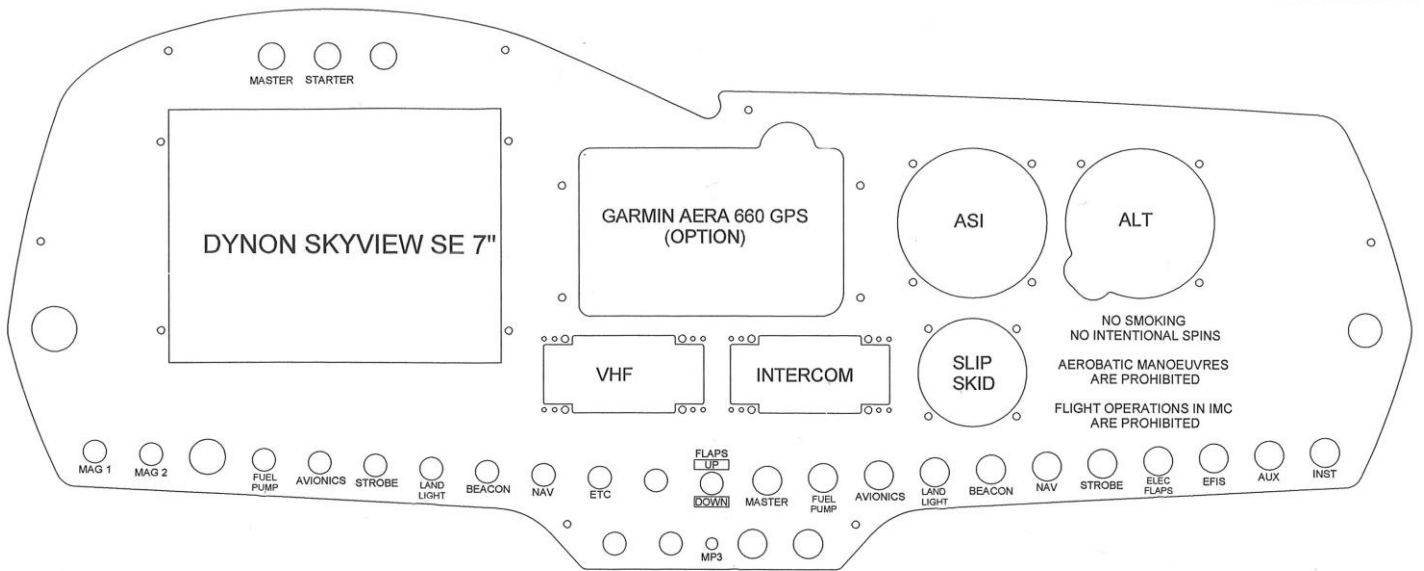 MASTER
STARTER
DYNON SKYVIEW SE 7"
GARMIN AERA 660 GPS
(OPTION)
ASI
ALT
VHF
INTERCOM
SLIP
SKID
NO SMOKING
NO INTENTIONAL SPINS
AEROBATIC MANOEUVRES
ARE PROHIBITED
FLIGHT OPERATIONS IN IMC
ARE PROHIBITED
MAG 1
MAG 2
FUEL
PUMP
AVIONICS
STROBE
LAND
LIGHT
BEACON
NAV
ETC
FLAPS
UP
DOWN
MASTER
FUEL
PUMP
AVIONICS
LAND
LIGHT
BEACON
NAV
STROBE
ELEC
FLAPS
EFIS
AUX
INST
MP3